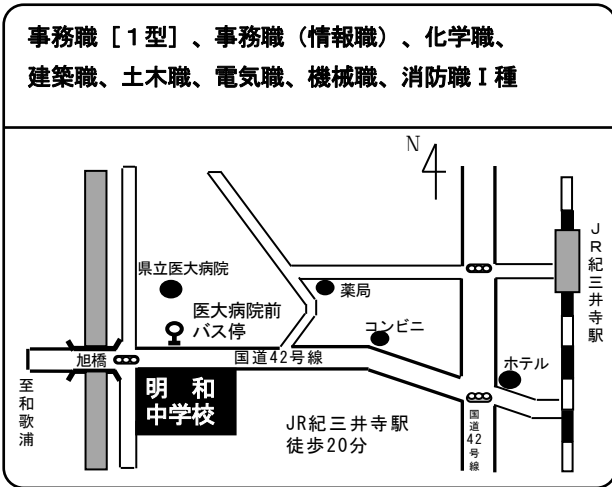 事務職［１型］、事務職（情報職）、化学職、
建築職、土木職、電気職、機械職、消防職Ⅰ種
N
JR紀三井寺駅
県立医大病院
薬局
医大病院前
バス停
コンビニ
旭橋
国道42号線
ホテル
至和歌浦
明和
中学校
JR紀三井寺駅
徒歩20分
国道42号線